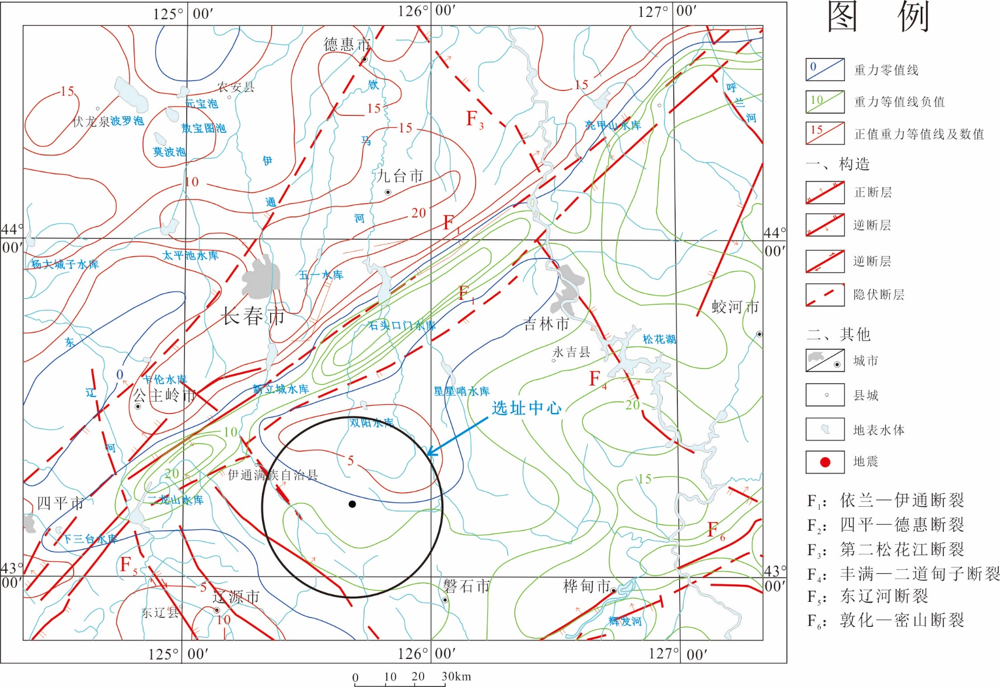 125° 00′
126° 00′
127° 00′
图 例
德惠市
农安县
饮
15
15
15
元宝泡
伏龙泉
波罗泡
敖宝图泡
莫波泡
15
F3
亮甲山水库
呼
兰
河
马
伊
10
九台市
通
河
20
F1
44°
00′
44°
00′
杨大城子水库
太平池水库
五一水库
F1
长春市
石头口门水库
吉林市
蛟河市
东
永吉县
松花湖
0
卡伦水库
辽
公主岭市
新立城水库
星星哨水库
F4
选址中心
20
双阳水库
10
河
5
20
伊通满族自治县
15
四平市
二龙山水库
下三台水库
F6
F5
43°
00′
43°
00′
5
辽源市
磐石市
桦甸市
东辽县
10
辉发河
125° 00′
126° 00′
127° 00′
0 10 20 30km
0 重力零值线
10 重力等值线负值
15 正值重力等值线及数值
一、构造
正断层
逆断层
逆断层
隐伏断层
二、其他
城市
县城
地表水体
地震
F1：依兰—伊通断裂
F2：四平—德惠断裂
F3：第二松花江断裂
F4：丰满—二道甸子断裂
F5：东辽河断裂
F6：敦化—密山断裂